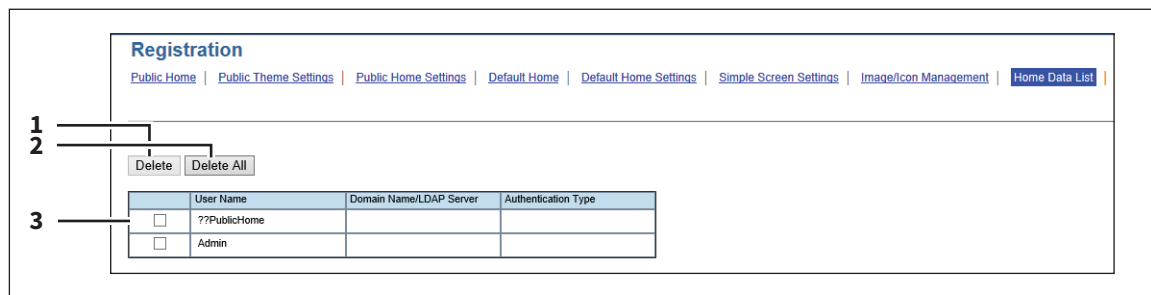 Registration
Public Home | Public Theme Settings | Public Home Settings | Default Home | Default Home Settings | Simple Screen Settings | Image/Icon Management | Home Data List |
1
2
Delete Delete All
User Name Domain Name/LDAP Server Authentication Type
3
??PublicHome
Admin